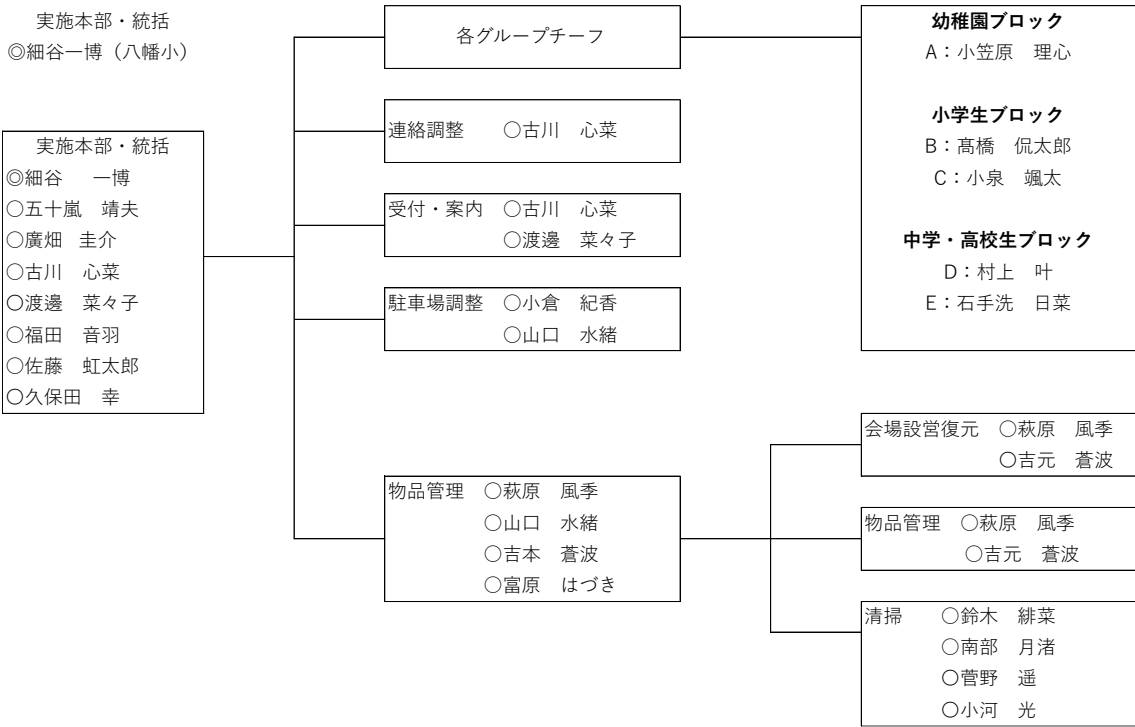 実施本部・統括
◎細谷一博（八幡小）
実施本部・統括
◎細谷　一博
○五十嵐　靖夫
○廣畑　圭介
○古川　心菜
○渡邊　菜々子
○福田　音羽
○佐藤　虹太郎
○久保田　幸
各グループチーフ
連絡調整　○古川　心菜
受付・案内　○古川　心菜
○渡邊　菜々子
駐車場調整　○小倉　紀香
○山口　水緒
物品管理　○萩原　風季
○山口　水緒
○吉本　蒼波
○富原　はづき
幼稚園ブロック
A：小笠原　理心
小学生ブロック
B：髙橋　侃太郎
C：小泉　颯太
中学・高校生ブロック
D：村上　叶
E：石手洗　日菜
会場設営復元　○萩原　風季
○吉元　蒼波
物品管理　○萩原　風季
○吉元　蒼波
清掃　○鈴木　緋菜
○南部　月渚
○菅野　遥
○小河　光